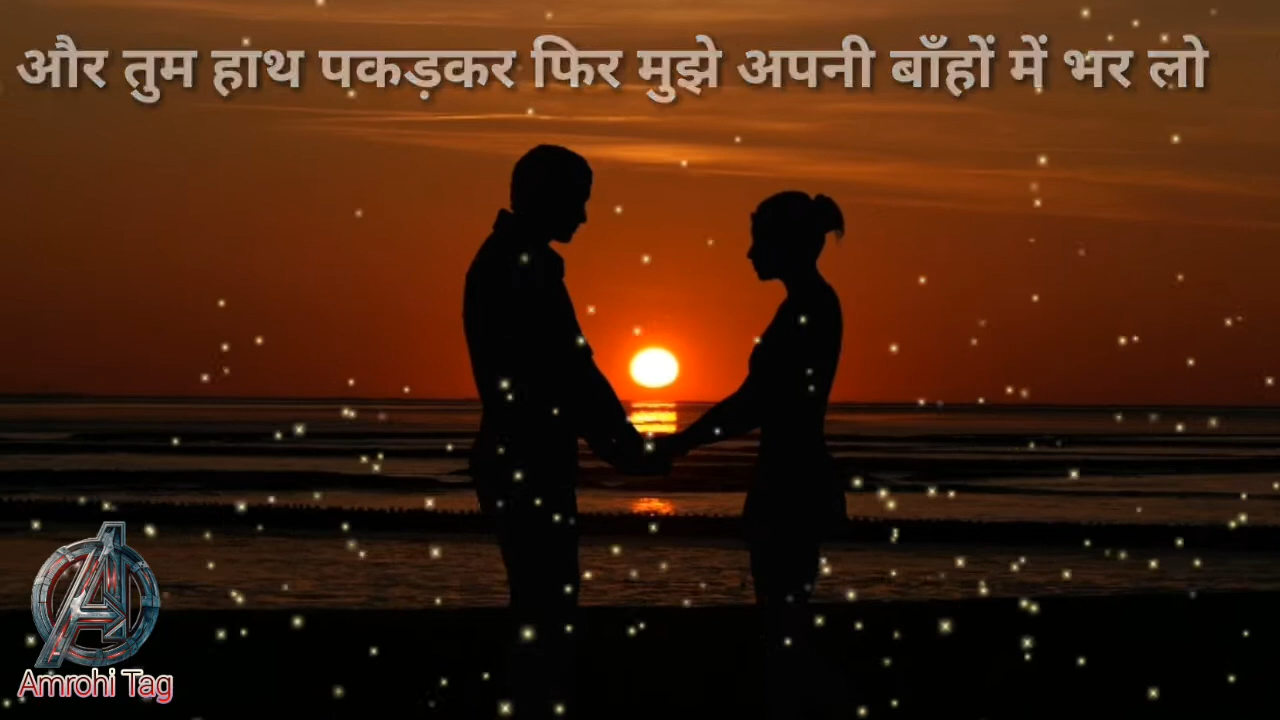 और तुम हाथ पकड़कर फिर मुझे अपनी बाँहों में भर लो
Amrohi Tag